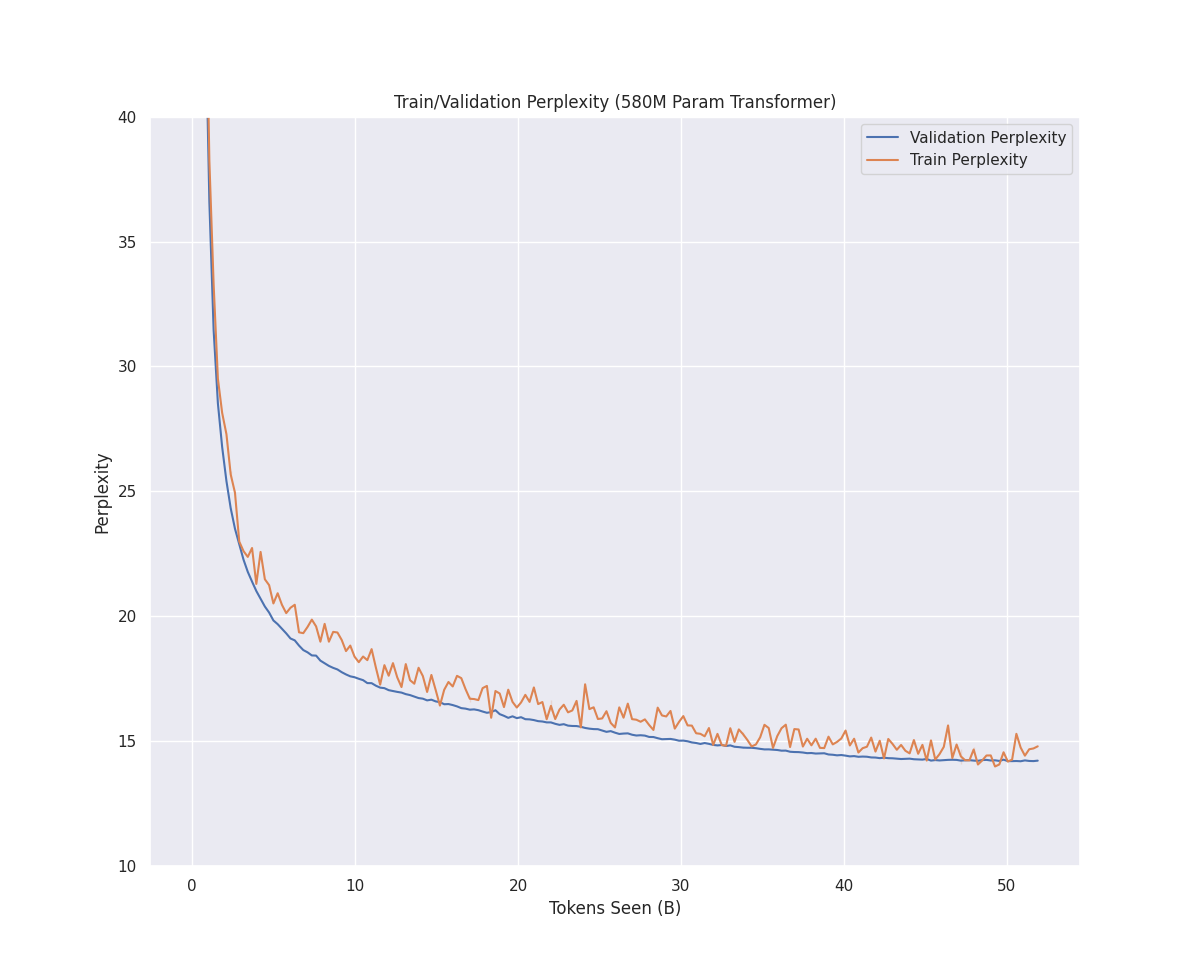 Train/Validation Perplexity (580M Param Transformer)
Validation Perplexity
Train Perplexity
40
35
30
25
20
15
10
Perplexity
0 10 20 30 40 50
Tokens Seen (B)